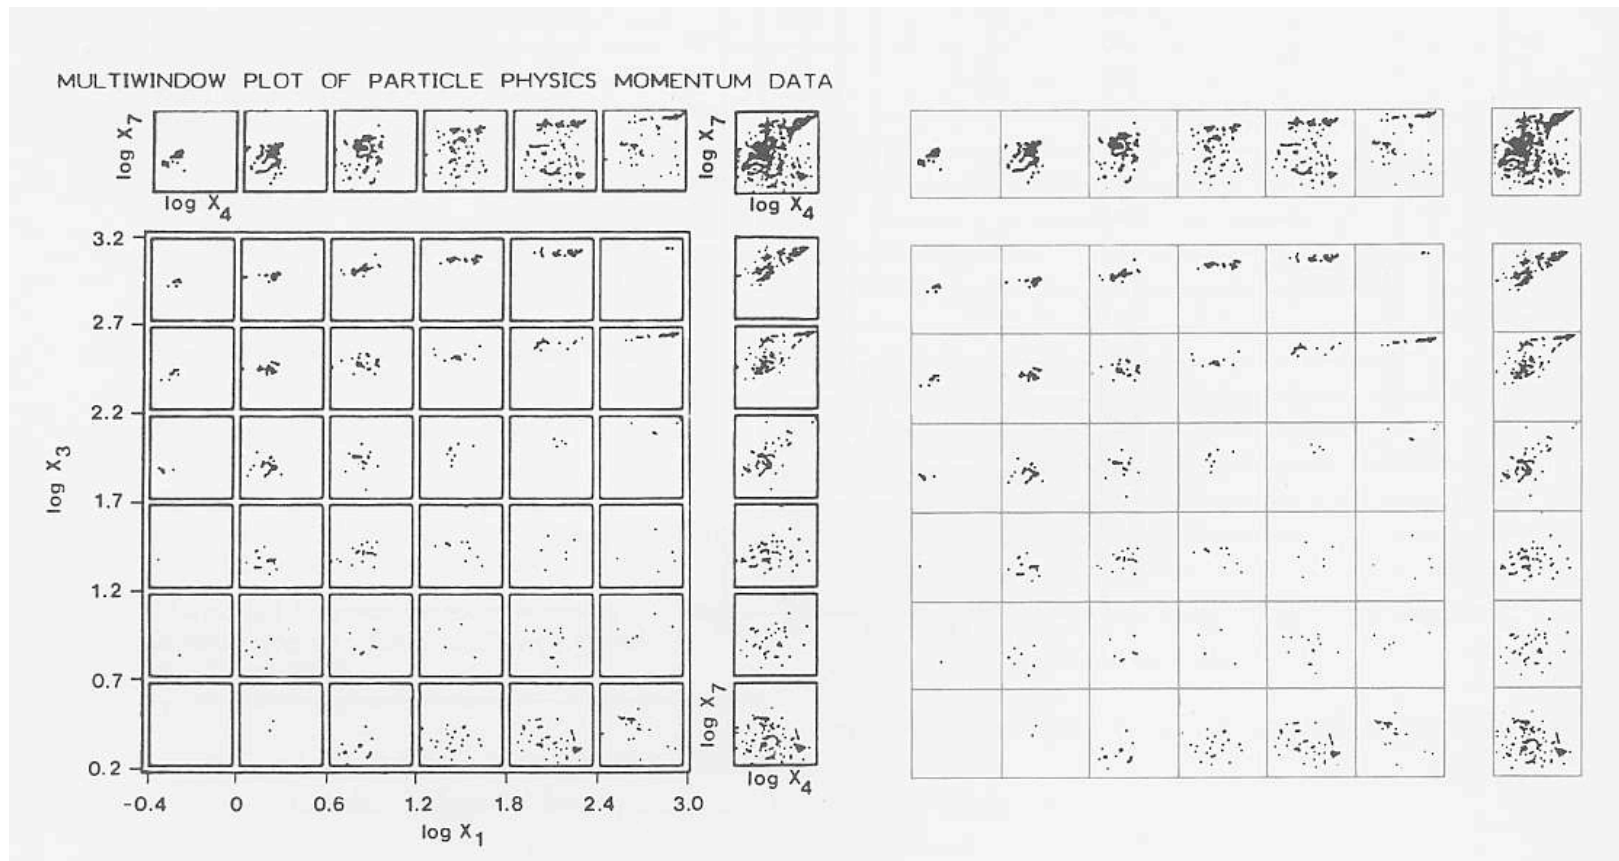 MULTIWINDOW PLOT OF PARTICLE PHYSICS MOMENTUM DATA
log X7
log X7
log X4
log X4
3.2
2.7
2.2
log X3
1.7
1.2
0.7
log X7
0.2
log X4
-0.4 0 0.6 1.2 1.8 2.4 3.0
log X1